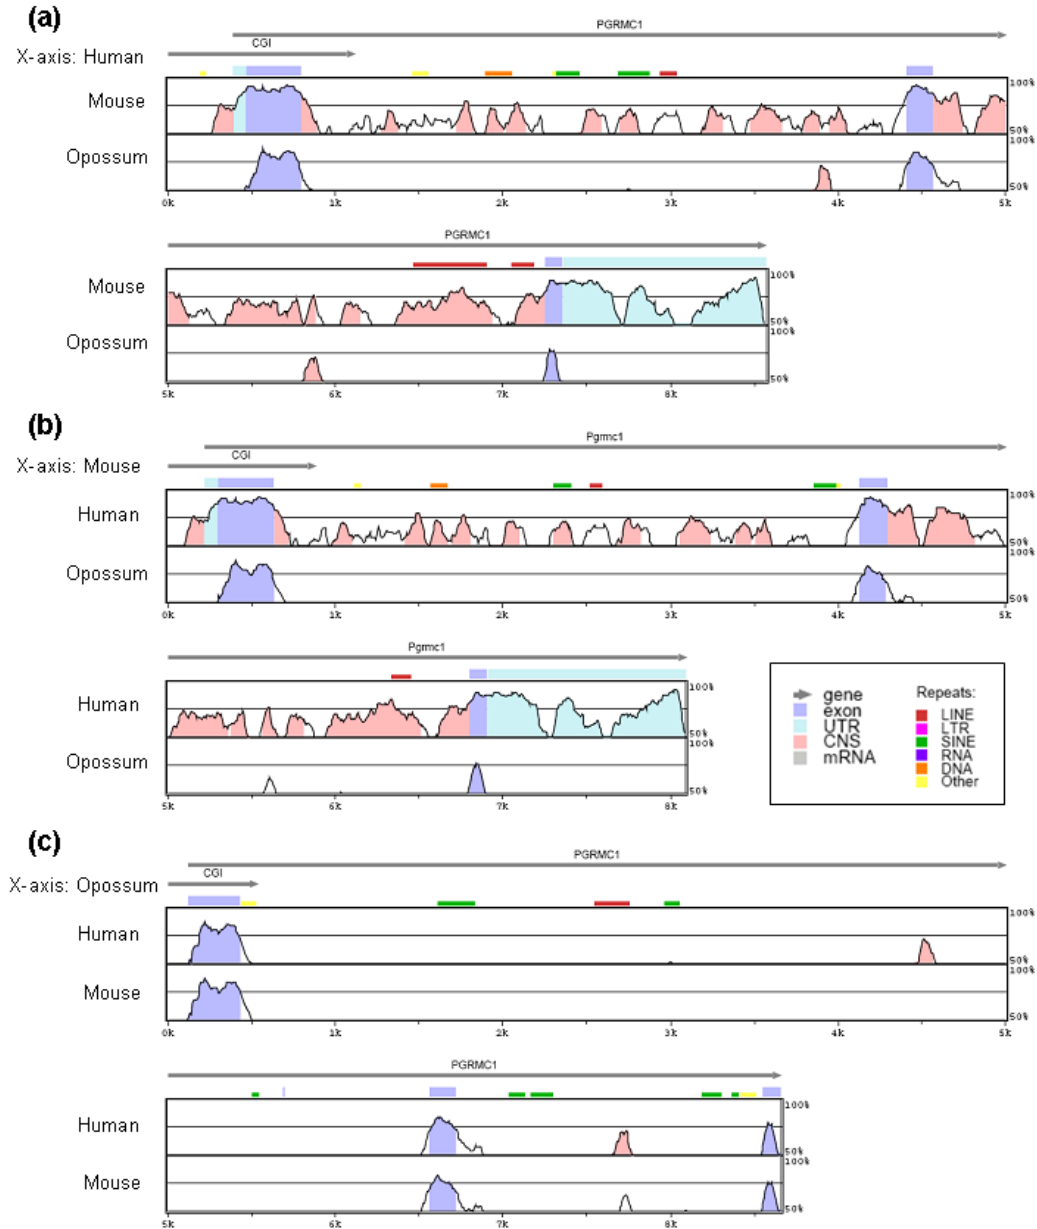 (a)
PGRMC1
CGI
X-axis: Human
Mouse
100%
50%
Opossum
100%
50%
0k 1k 2k 3k 4k 5k
PGRMC1
Mouse
100%
50%
Opossum
100%
50%
5k 6k 7k 8k
(b)
Pgrmc1
CGI
X-axis: Mouse
Human
100%
50%
Opossum
100%
50%
0k 1k 2k 3k 4k 5k
Pgrmc1
Human
100%
50%
Opossum
100%
50%
5k 6k 7k 8k
gene
exon
UTR
CNS
mRNA
Repeats:
LINE
LTR
SINE
RNA
DNA
Other
(c)
PGRMC1
CGI
X-axis: Opossum
Human
100%
50%
Mouse
100%
50%
0k 1k 2k 3k 4k 5k
PGRMC1
Human
100%
50%
Mouse
100%
50%
5k 6k 7k 8k